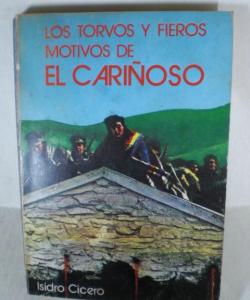 LOS TORVOS Y FIEROS
MOTIVOS DE
EL CARIÑOSO
Isidro Cicero